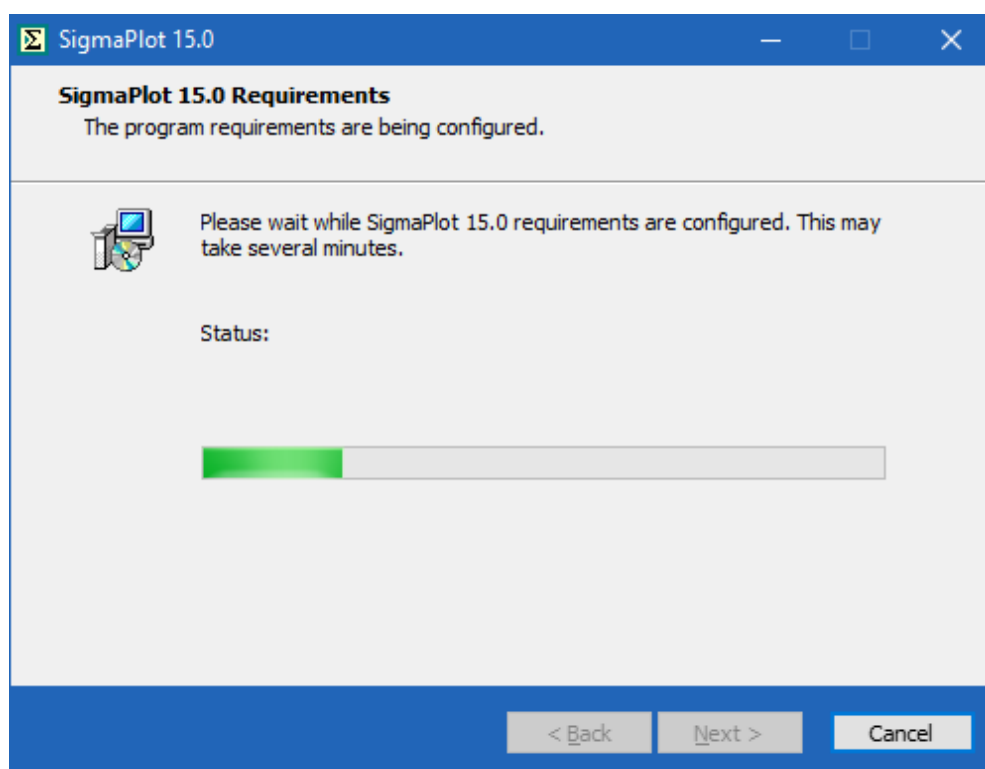 SigmaPlot 15.0
SigmaPlot 15.0 Requirements
The program requirements are being configured.
Please wait while SigmaPlot 15.0 requirements are configured. This may
take several minutes.
Status:
< Back Next > Cancel